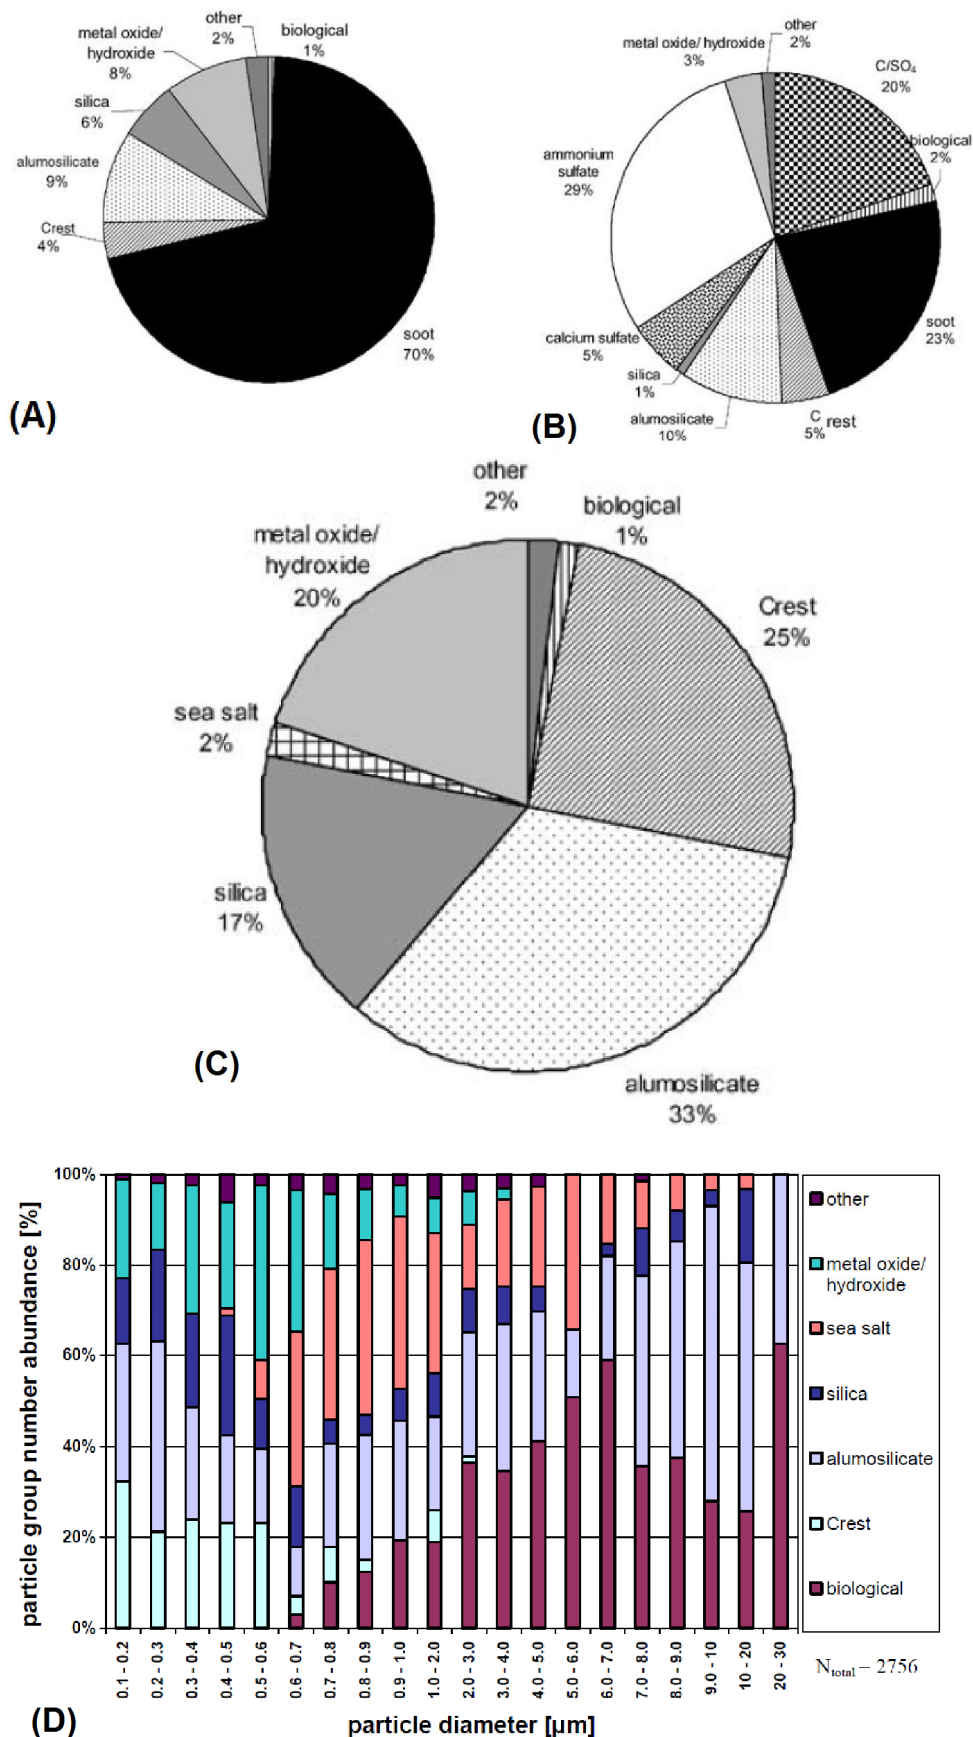 other
2%
biological
1%
metal oxide/
hydroxide
8%
silica
6%
alumosilicate
9%
Crest
4%
soot
70%
(A)
other
2%
metal oxide/ hydroxide
3%
C/SO₄
20%
biological
2%
ammonium
sulfate
29%
soot
23%
calcium sulfate
5%
silica
1%
alumosilicate
10%
C rest
5%
(B)
other
2%
biological
1%
metal oxide/
hydroxide
20%
Crest
25%
sea salt
2%
silica
17%
alumosilicate
33%
(C)
particle group number abundance [%]
100%
80%
60%
40%
20%
0%
other
metal oxide/
hydroxide
sea salt
silica
alumosilicate
Crest
biological
0.1 - 0.2
0.2 - 0.3
0.3 - 0.4
0.4 - 0.5
0.5 - 0.6
0.6 - 0.7
0.7 - 0.8
0.8 - 0.9
0.9 - 1.0
1.0 - 2.0
2.0 - 3.0
3.0 - 4.0
4.0 - 5.0
5.0 - 6.0
6.0 - 7.0
7.0 - 8.0
8.0 - 9.0
9.0 - 10
10 - 20
20 - 30
Ntotal – 2756
particle diameter [µm]
(D)